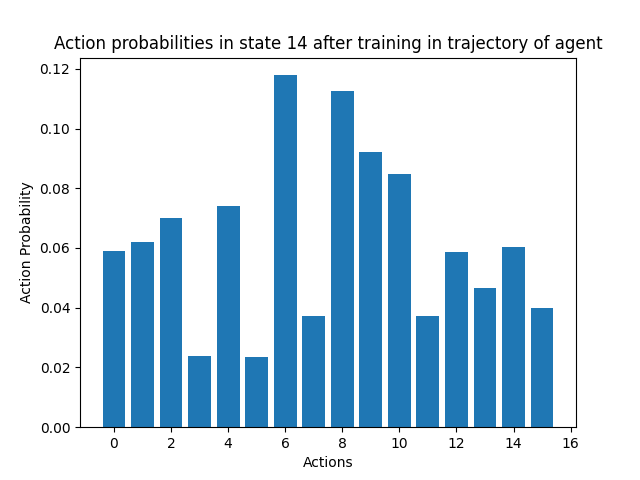 Action probabilities in state 14 after training in trajectory of agent
0.12
0.10
0.08
0.06
0.04
0.02
0.00
Action Probability
0 2 4 6 8 10 12 14 16
Actions